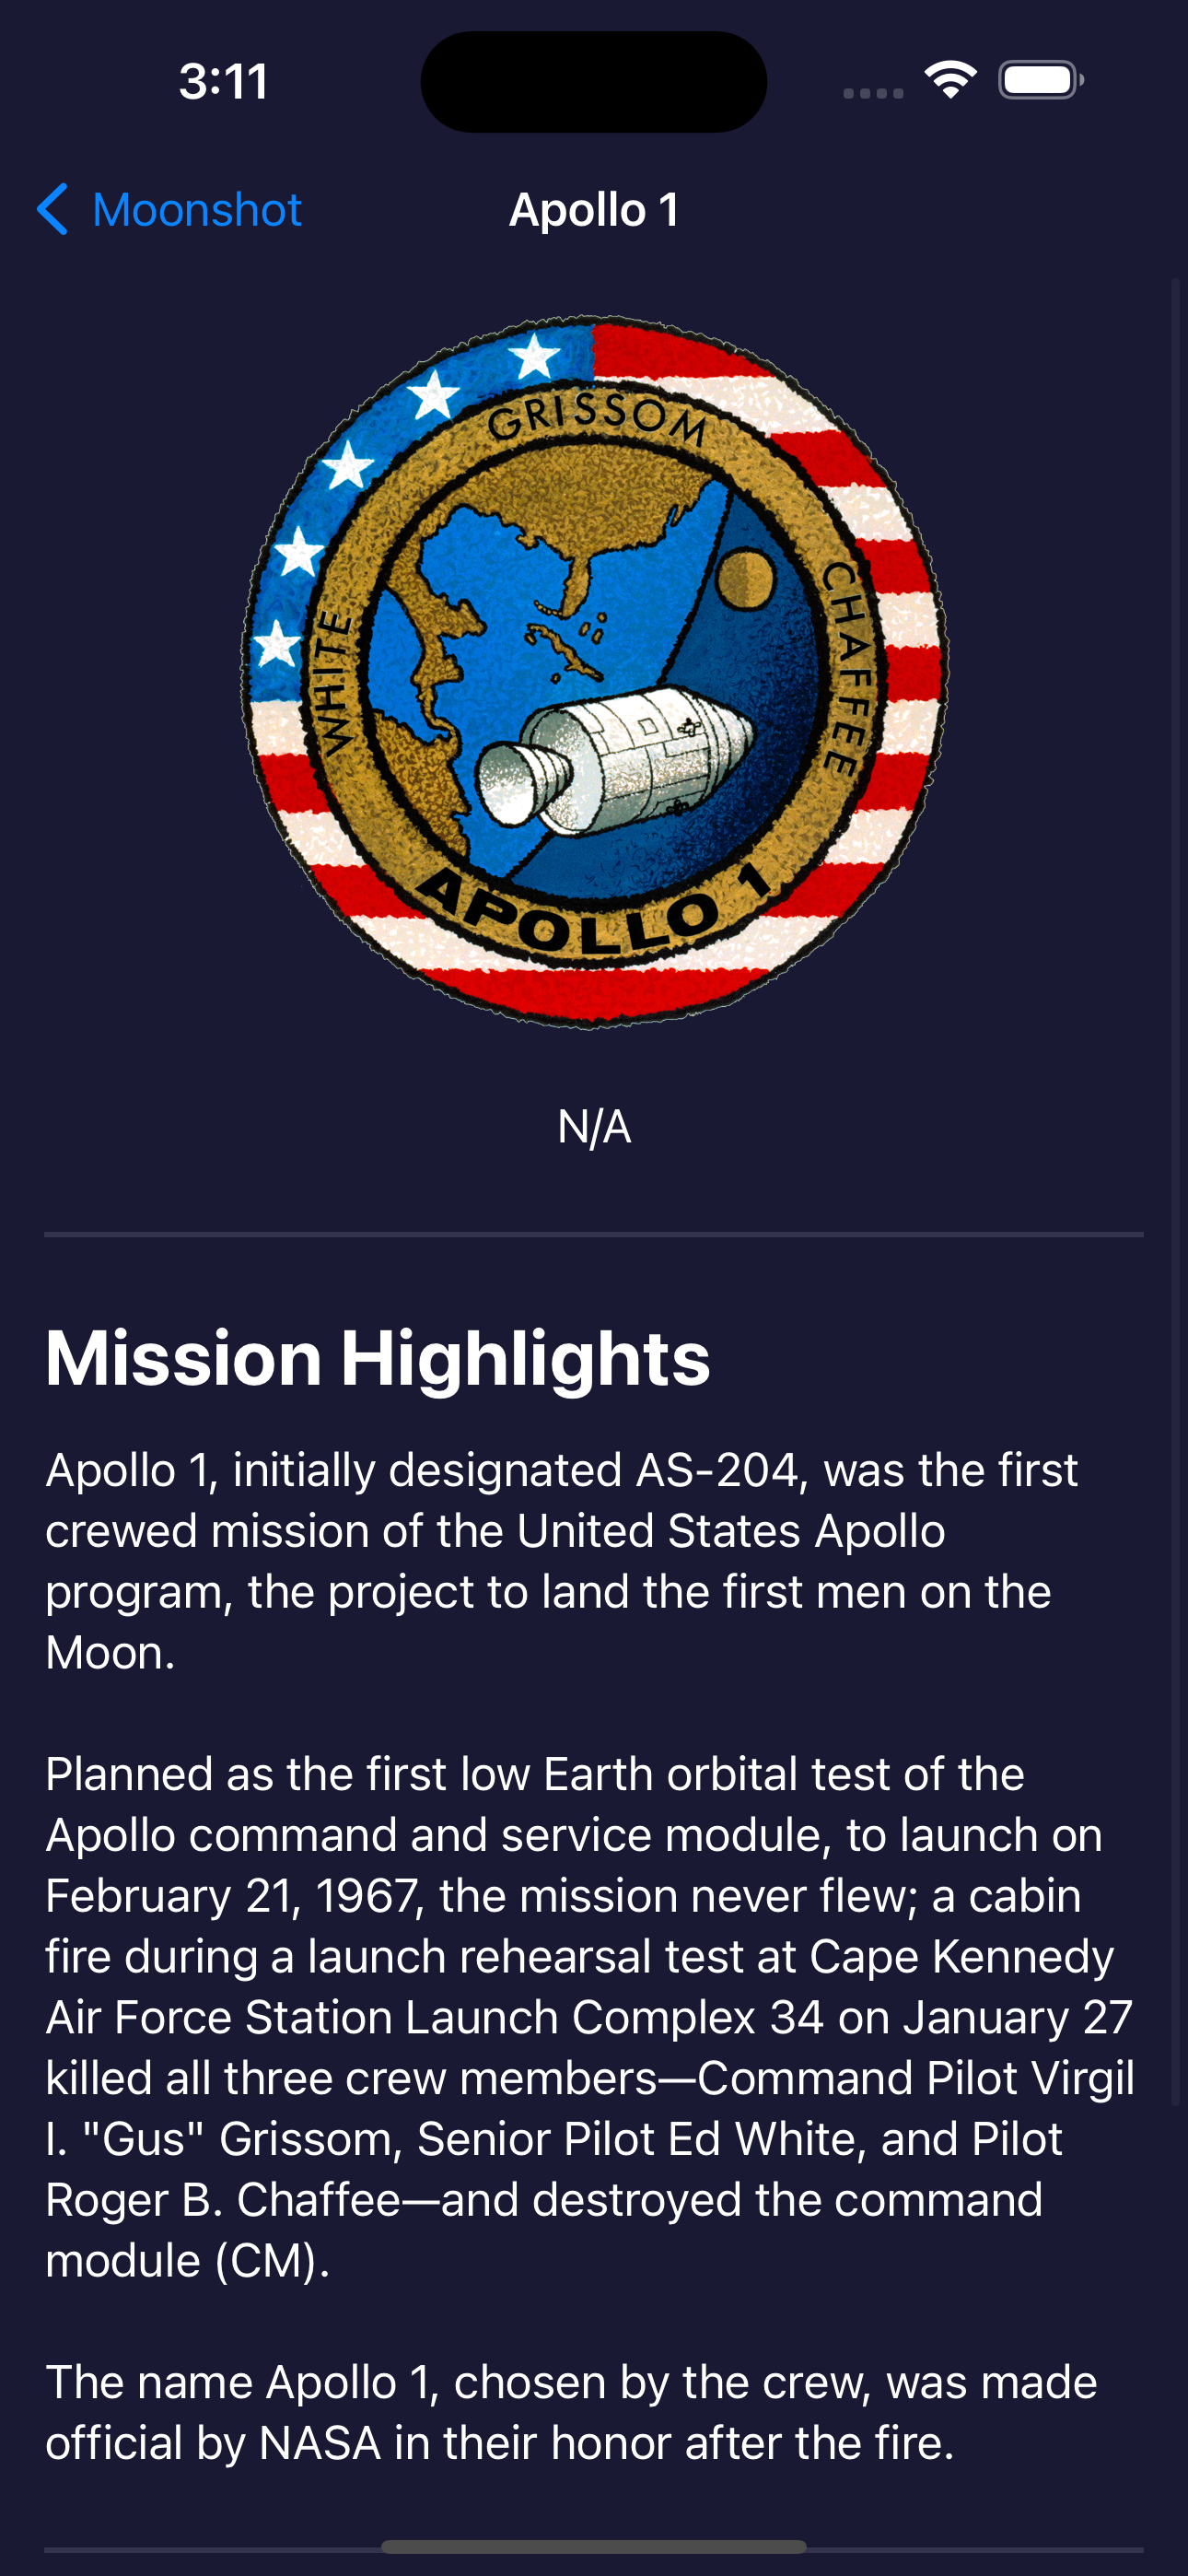 3:11
Moonshot
Apollo 1
GRISSOM
WHITE
CHAFFEE
APOLLO 1
N/A
Mission Highlights
Apollo 1, initially designated AS-204, was the first
crewed mission of the United States Apollo
program, the project to land the first men on the
Moon.
Planned as the first low Earth orbital test of the
Apollo command and service module, to launch on
February 21, 1967, the mission never flew; a cabin
fire during a launch rehearsal test at Cape Kennedy
Air Force Station Launch Complex 34 on January 27
killed all three crew members—Command Pilot Virgil
I. "Gus" Grissom, Senior Pilot Ed White, and Pilot
Roger B. Chaffee—and destroyed the command
module (CM).
The name Apollo 1, chosen by the crew, was made
official by NASA in their honor after the fire.